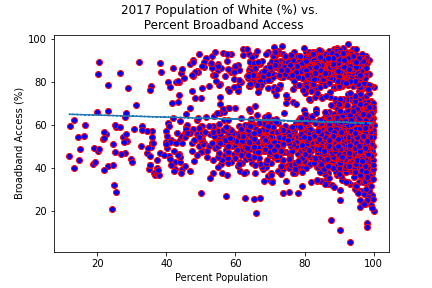 2017 Population of White (%) vs.
Percent Broadband Access
Broadband Access (%)
100
80
60
40
20
20
40
60
80
100
Percent Population